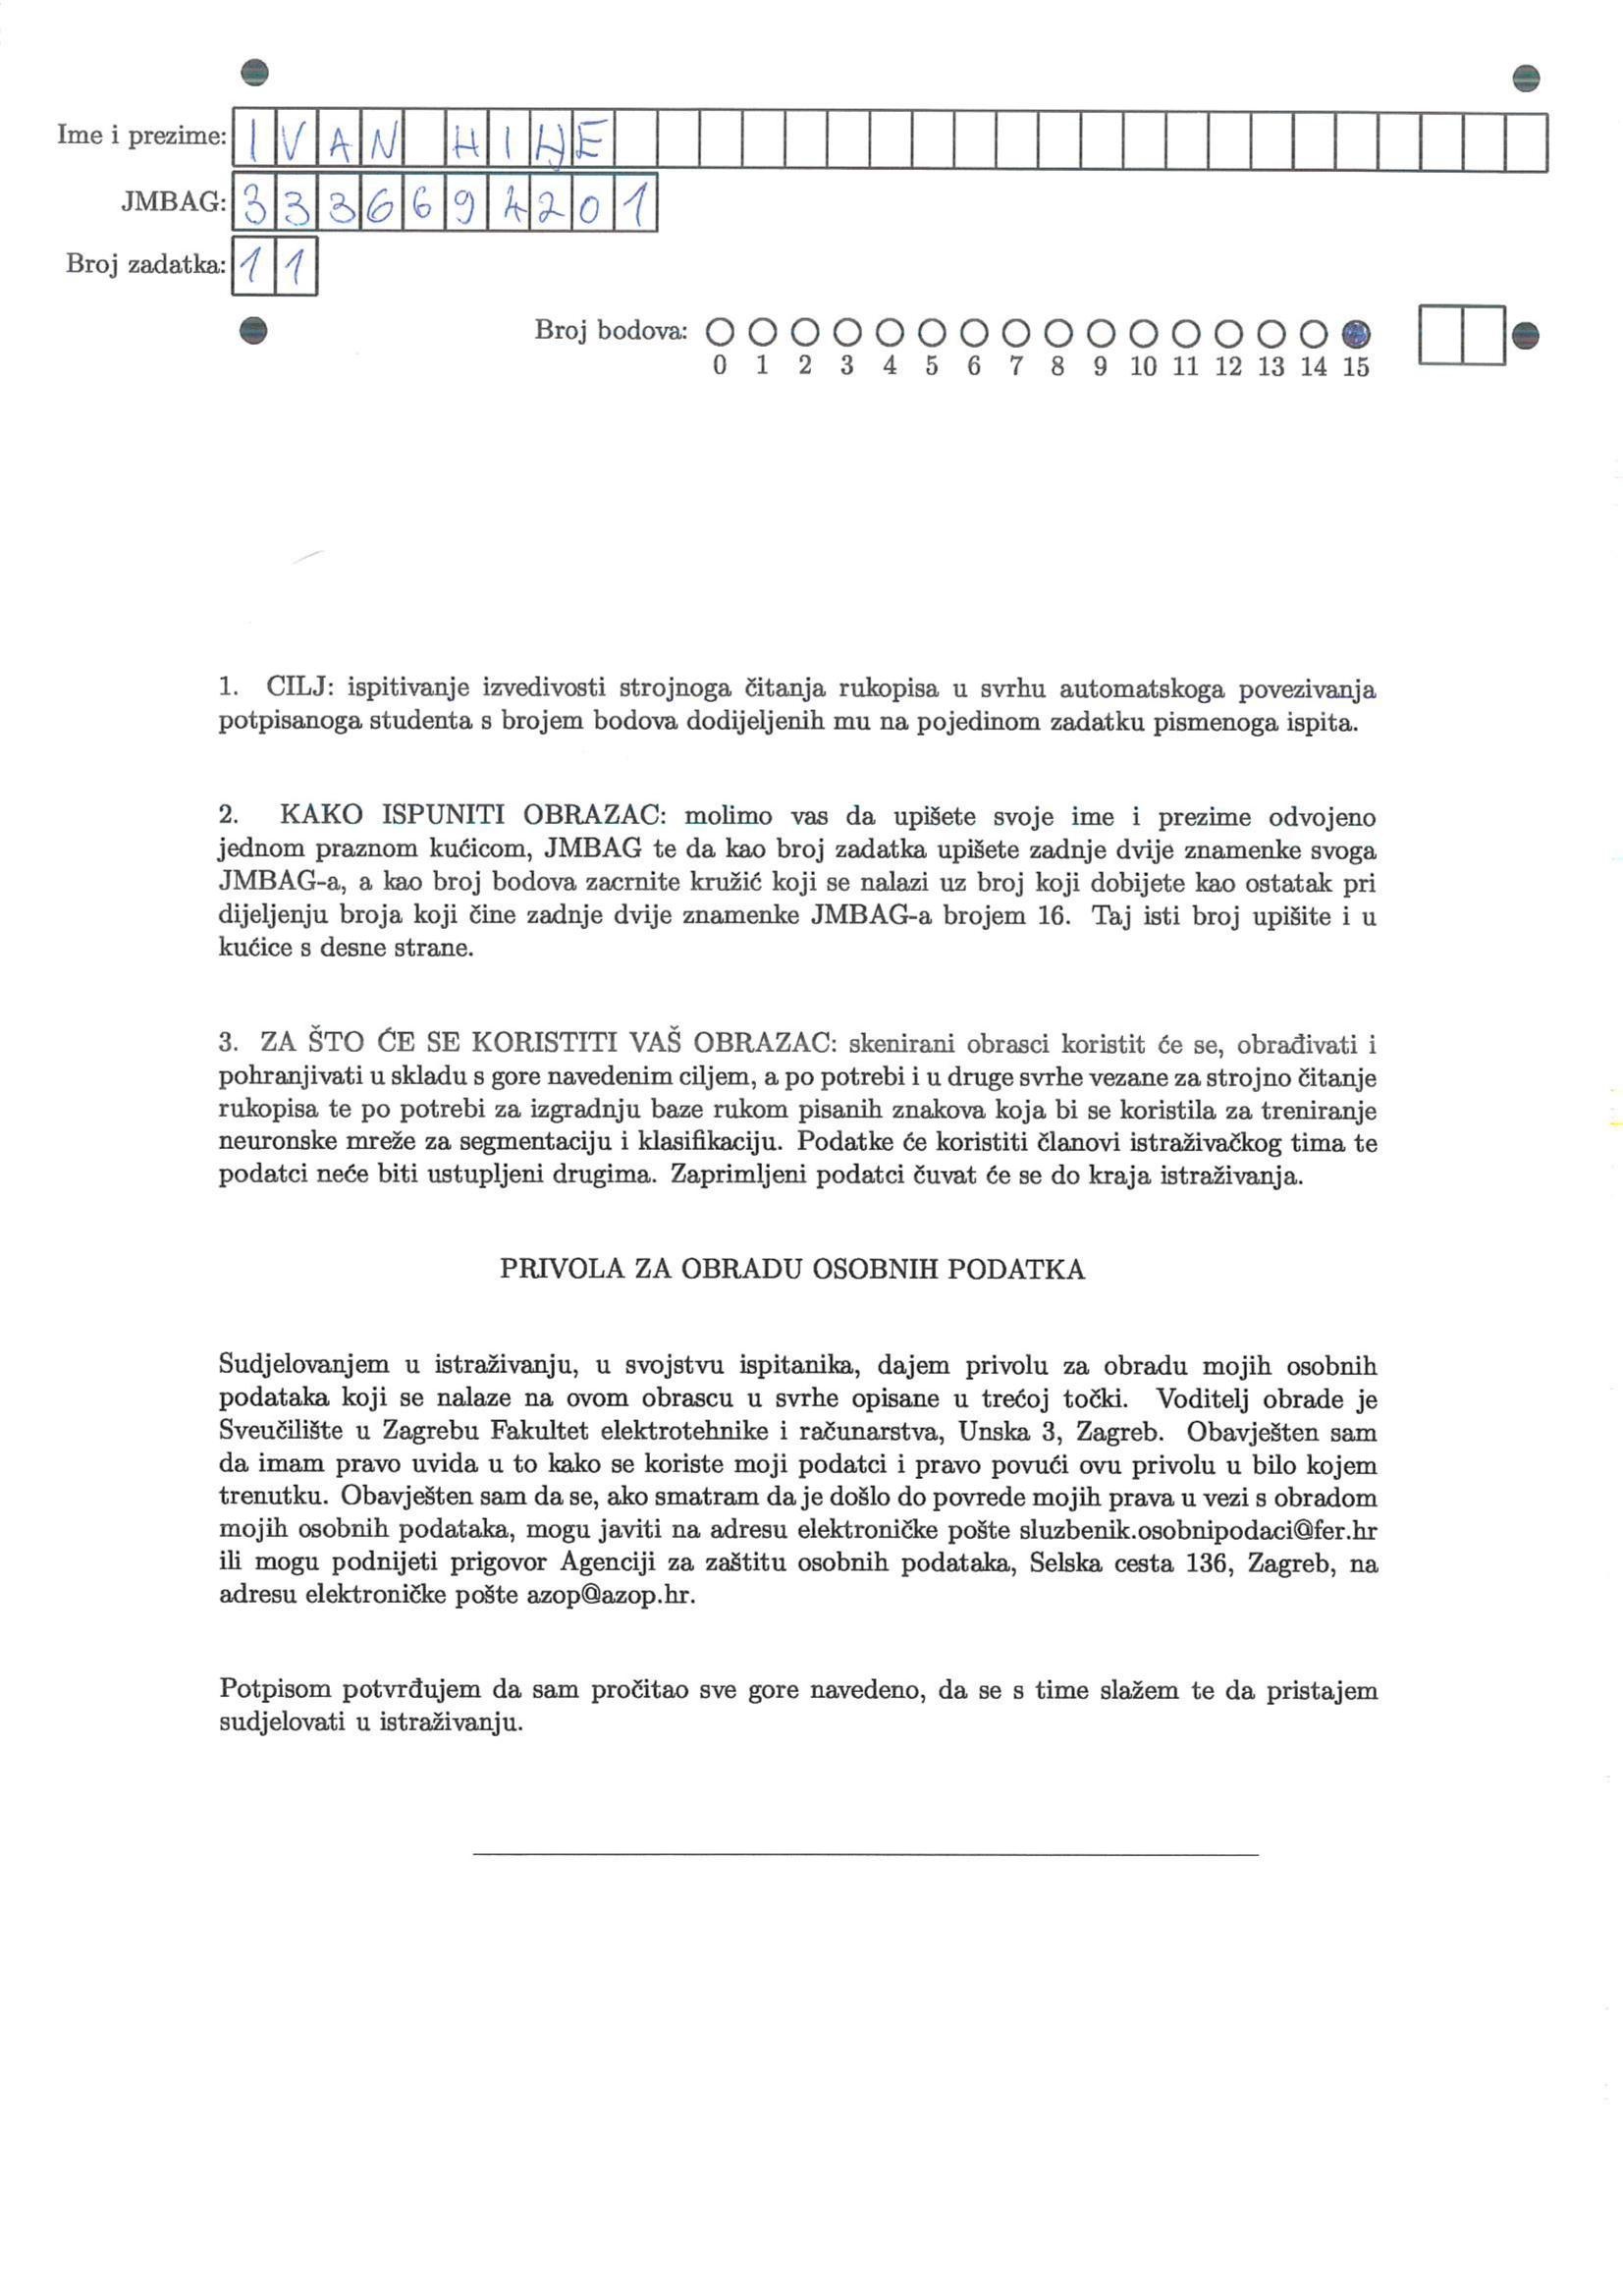 Ime i prezime: IVAN HINJE
JMBAG: 3336694201
Broj zadatka: 11
Broj bodova:
0 1 2 3 4 5 6 7 8 9 10 11 12 13 14 15
1. CILJ: ispitivanje izvedivosti strojnoga čitanja rukopisa u svrhu automatskoga povezivanja
potpisanoga studenta s brojem bodova dodijeljenih mu na pojedinom zadatku pismenoga ispita.
2. KAKO ISPUNITI OBRAZAC: molimo vas da upišete svoje ime i prezime odvojeno
jednom praznom kućicom, JMBAG te da kao broj zadatka upišete zadnje dvije znamenke svoga
JMBAG-a, a kao broj bodova zacrnite kružić koji se nalazi uz broj koji dobijete kao ostatak pri
dijeljenju broja koji čine zadnje dvije znamenke JMBAG-a brojem 16. Taj isti broj upišite i u
kućice s desne strane.
3. ZA ŠTO ĆE SE KORISTITI VAŠ OBRAZAC: skenirani obrasci koristit će se, obrađivati i
pohranjivati u skladu s gore navedenim ciljem, a po potrebi i u druge svrhe vezane za strojno čitanje
rukopisa te po potrebi za izgradnju baze rukom pisanih znakova koja bi se koristila za treniranje
neuronske mreže za segmentaciju i klasifikaciju. Podatke će koristiti članovi istraživačkog tima te
podatci neće biti ustupljeni drugima. Zaprimljeni podatci čuvat će se do kraja istraživanja.
PRIVOLA ZA OBRADU OSOBNIH PODATKA
Sudjelovanjem u istraživanju, u svojstvu ispitanika, dajem privolu za obradu mojih osobnih
podataka koji se nalaze na ovom obrascu u svrhe opisane u trećoj točki. Voditelj obrade je
Sveučilište u Zagrebu Fakultet elektrotehnike i računarstva, Unska 3, Zagreb. Obavješten sam
da imam pravo uvida u to kako se koriste moji podatci i pravo povući ovu privolu u bilo kojem
trenutku. Obavješten sam da se, ako smatram da je došlo do povrede mojih prava u vezi s obradom
mojih osobnih podataka, mogu javiti na adresu elektroničke pošte sluzbenik.osobnipodaci@fer.hr
ili mogu podnijeti prigovor Agenciji za zaštitu osobnih podataka, Selska cesta 136, Zagreb, na
adresu elektroničke pošte azop@azop.hr.
Potpisom potvrđujem da sam pročitao sve gore navedeno, da se s time slažem te da pristajem
sudjelovati u istraživanju.